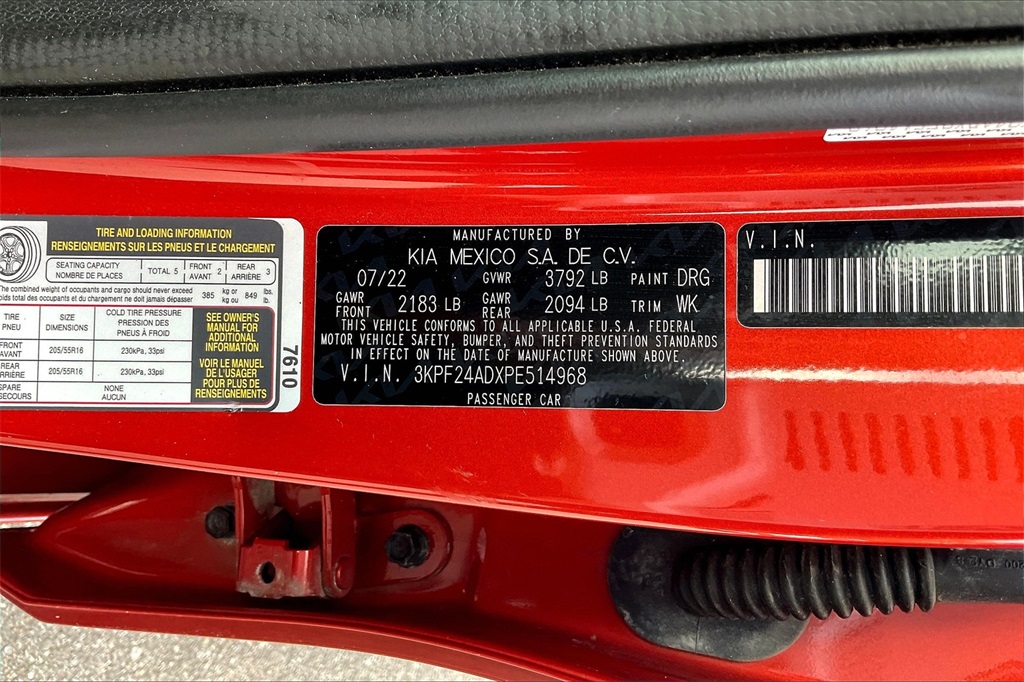 TIRE AND LOADING INFORMATION
RENSEIGNEMENTS SUR LES PNEUS ET LE CHARGEMENT
SEATING CAPACITY
NOMBRE DE PLACES
TOTAL 5
FRONT
AVANT 2
REAR
ARRIÈRE 3
The combined weight of occupants and cargo should never exceed
Le poids total des occupants et du chargement ne doit jamais dépasser
385 kg or
kg ou 849 lbs.
lb.
TIRE
PNEU
SIZE
DIMENSIONS
COLD TIRE PRESSURE
PRESSION DES
PNEUS À FROID
FRONT
AVANT
205/55R16
230kPa, 33psi
REAR
ARRIÈRE
205/55R16
230kPa, 33psi
SPARE
DE SECOURS
NONE
AUCUN
SEE OWNER'S
MANUAL FOR
ADDITIONAL
INFORMATION
VOIR LE MANUEL
DE L'USAGER
POUR PLUS DE
RENSEIGNEMENTS
7610
MANUFACTURED BY
KIA MEXICO S.A. DE C.V.
07/22 GVWR 3792 LB PAINT DRG
GAWR
FRONT 2183 LB GAWR
REAR 2094 LB TRIM WK
THIS VEHICLE CONFORMS TO ALL APPLICABLE U.S.A. FEDERAL
MOTOR VEHICLE SAFETY, BUMPER, AND THEFT PREVENTION STANDARDS
IN EFFECT ON THE DATE OF MANUFACTURE SHOWN ABOVE.
V.I.N. 3KPF24ADXPE514968
PASSENGER CAR
V.I.N.